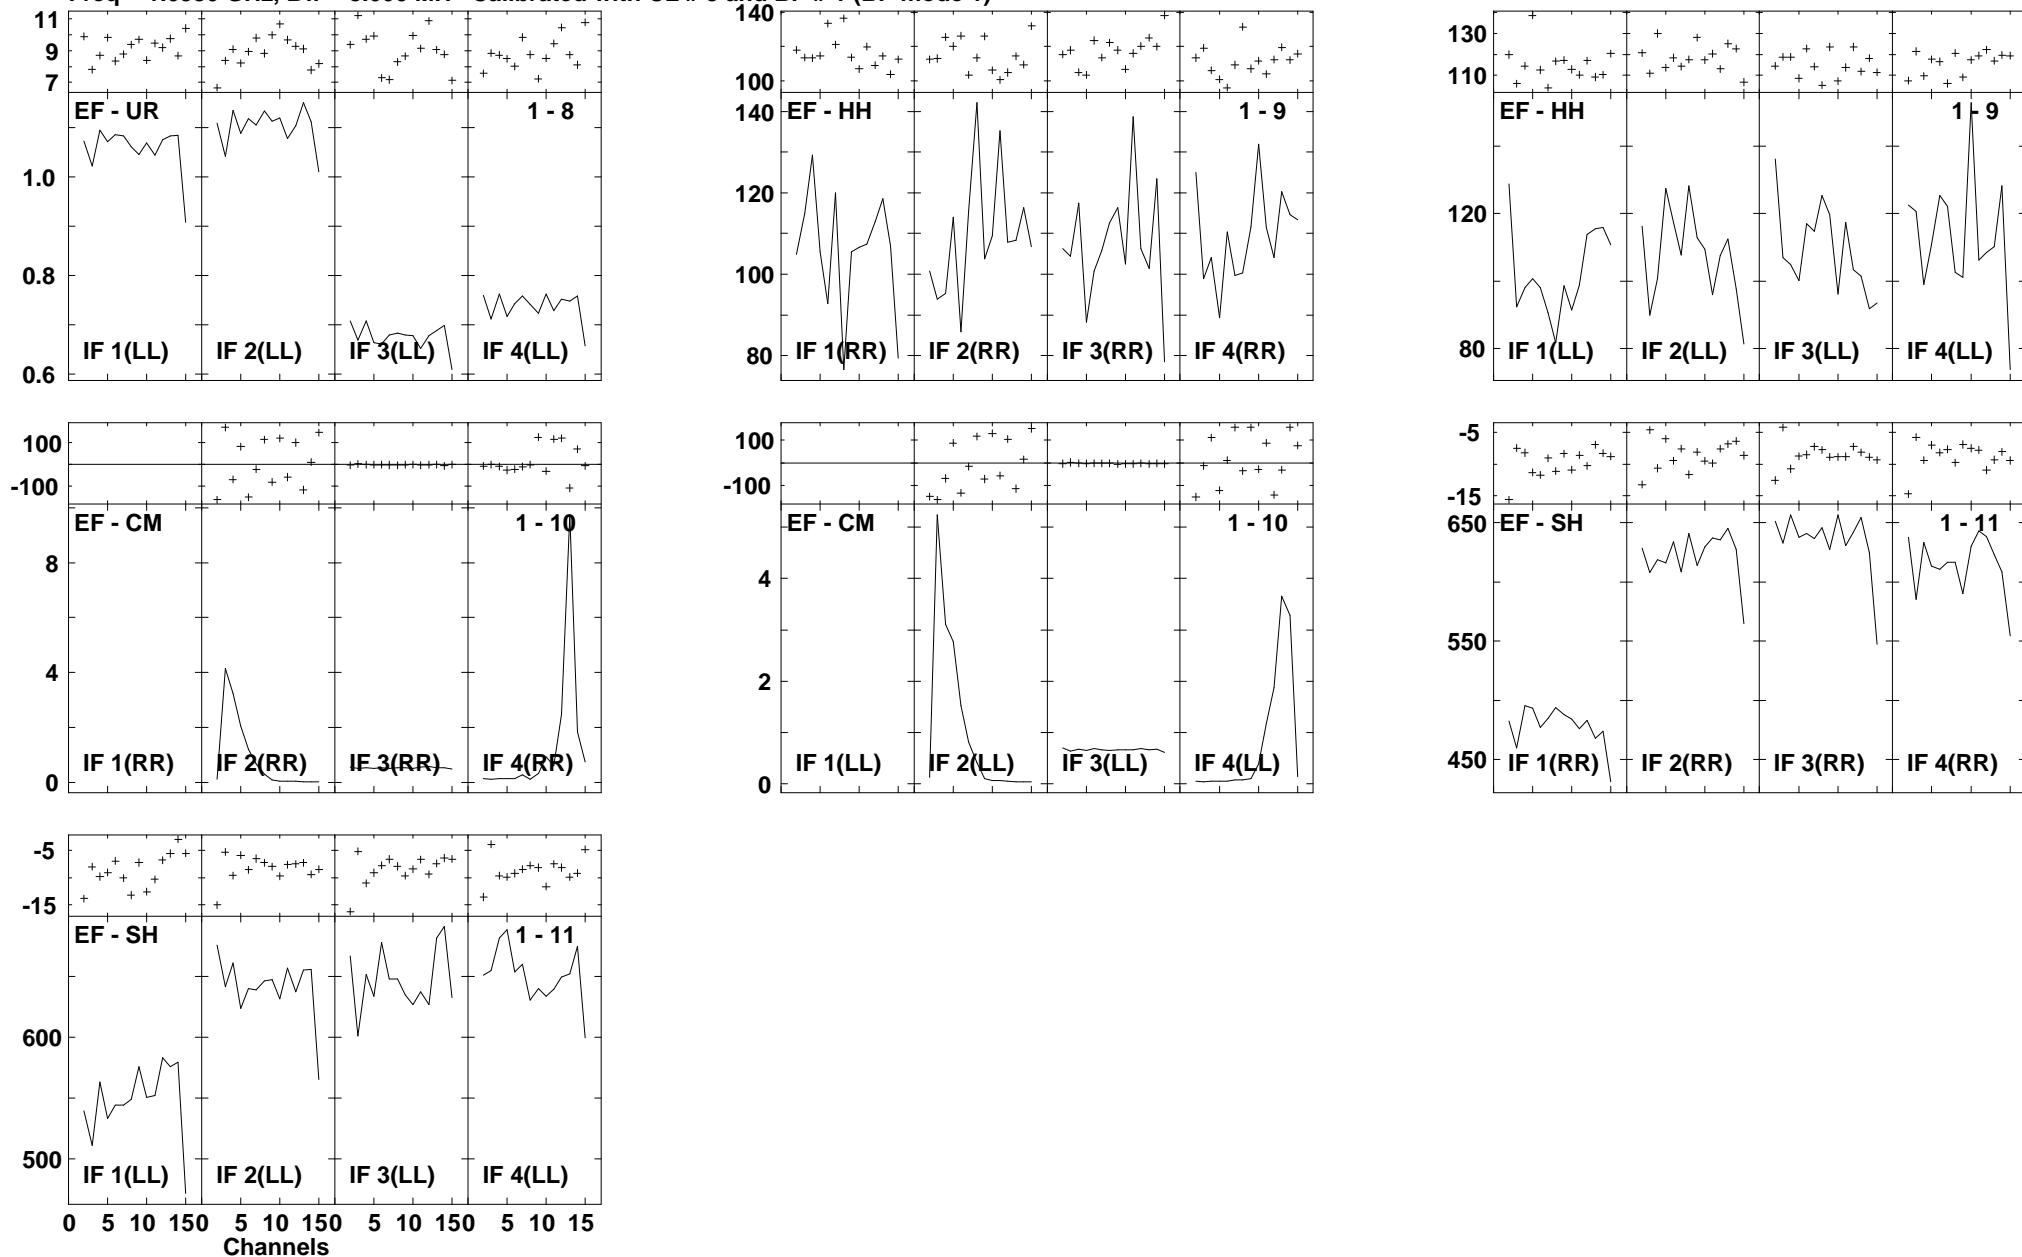 11
9
7
EF - UR
1 - 8
1.0
0.8
0.6
IF 1(LL)
IF 2(LL)
IF 3(LL)
IF 4(LL)
140
100
EF - HH
1 - 9
140
120
100
80
IF 1(RR)
IF 2(RR)
IF 3(RR)
IF 4(RR)
130
110
EF - HH
1 - 9
120
80
IF 1(LL)
IF 2(LL)
IF 3(LL)
IF 4(LL)
100
-100
EF - CM
1 - 10
8
4
0
IF 1(RR)
IF 2(RR)
IF 3(RR)
IF 4(RR)
100
-100
EF - CM
1 - 10
4
2
0
IF 1(LL)
IF 2(LL)
IF 3(LL)
IF 4(LL)
-5
-15
EF - SH
1 - 11
650
550
450
IF 1(RR)
IF 2(RR)
IF 3(RR)
IF 4(RR)
-5
-15
EF - SH
1 - 11
600
500
IF 1(LL)
IF 2(LL)
IF 3(LL)
IF 4(LL)
0 5 10 150 5 10 150 5 10 150 5 10 15
Channels